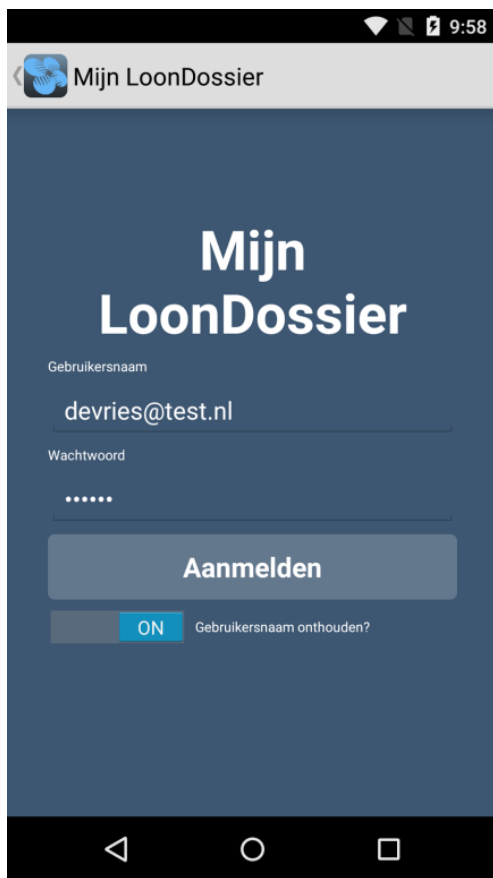 9:58
Mijn LoonDossier
Mijn
LoonDossier
Gebruikersnaam
devries@test.nl
Wachtwoord
••••••
Aanmelden
ON Gebruikersnaam onthouden?